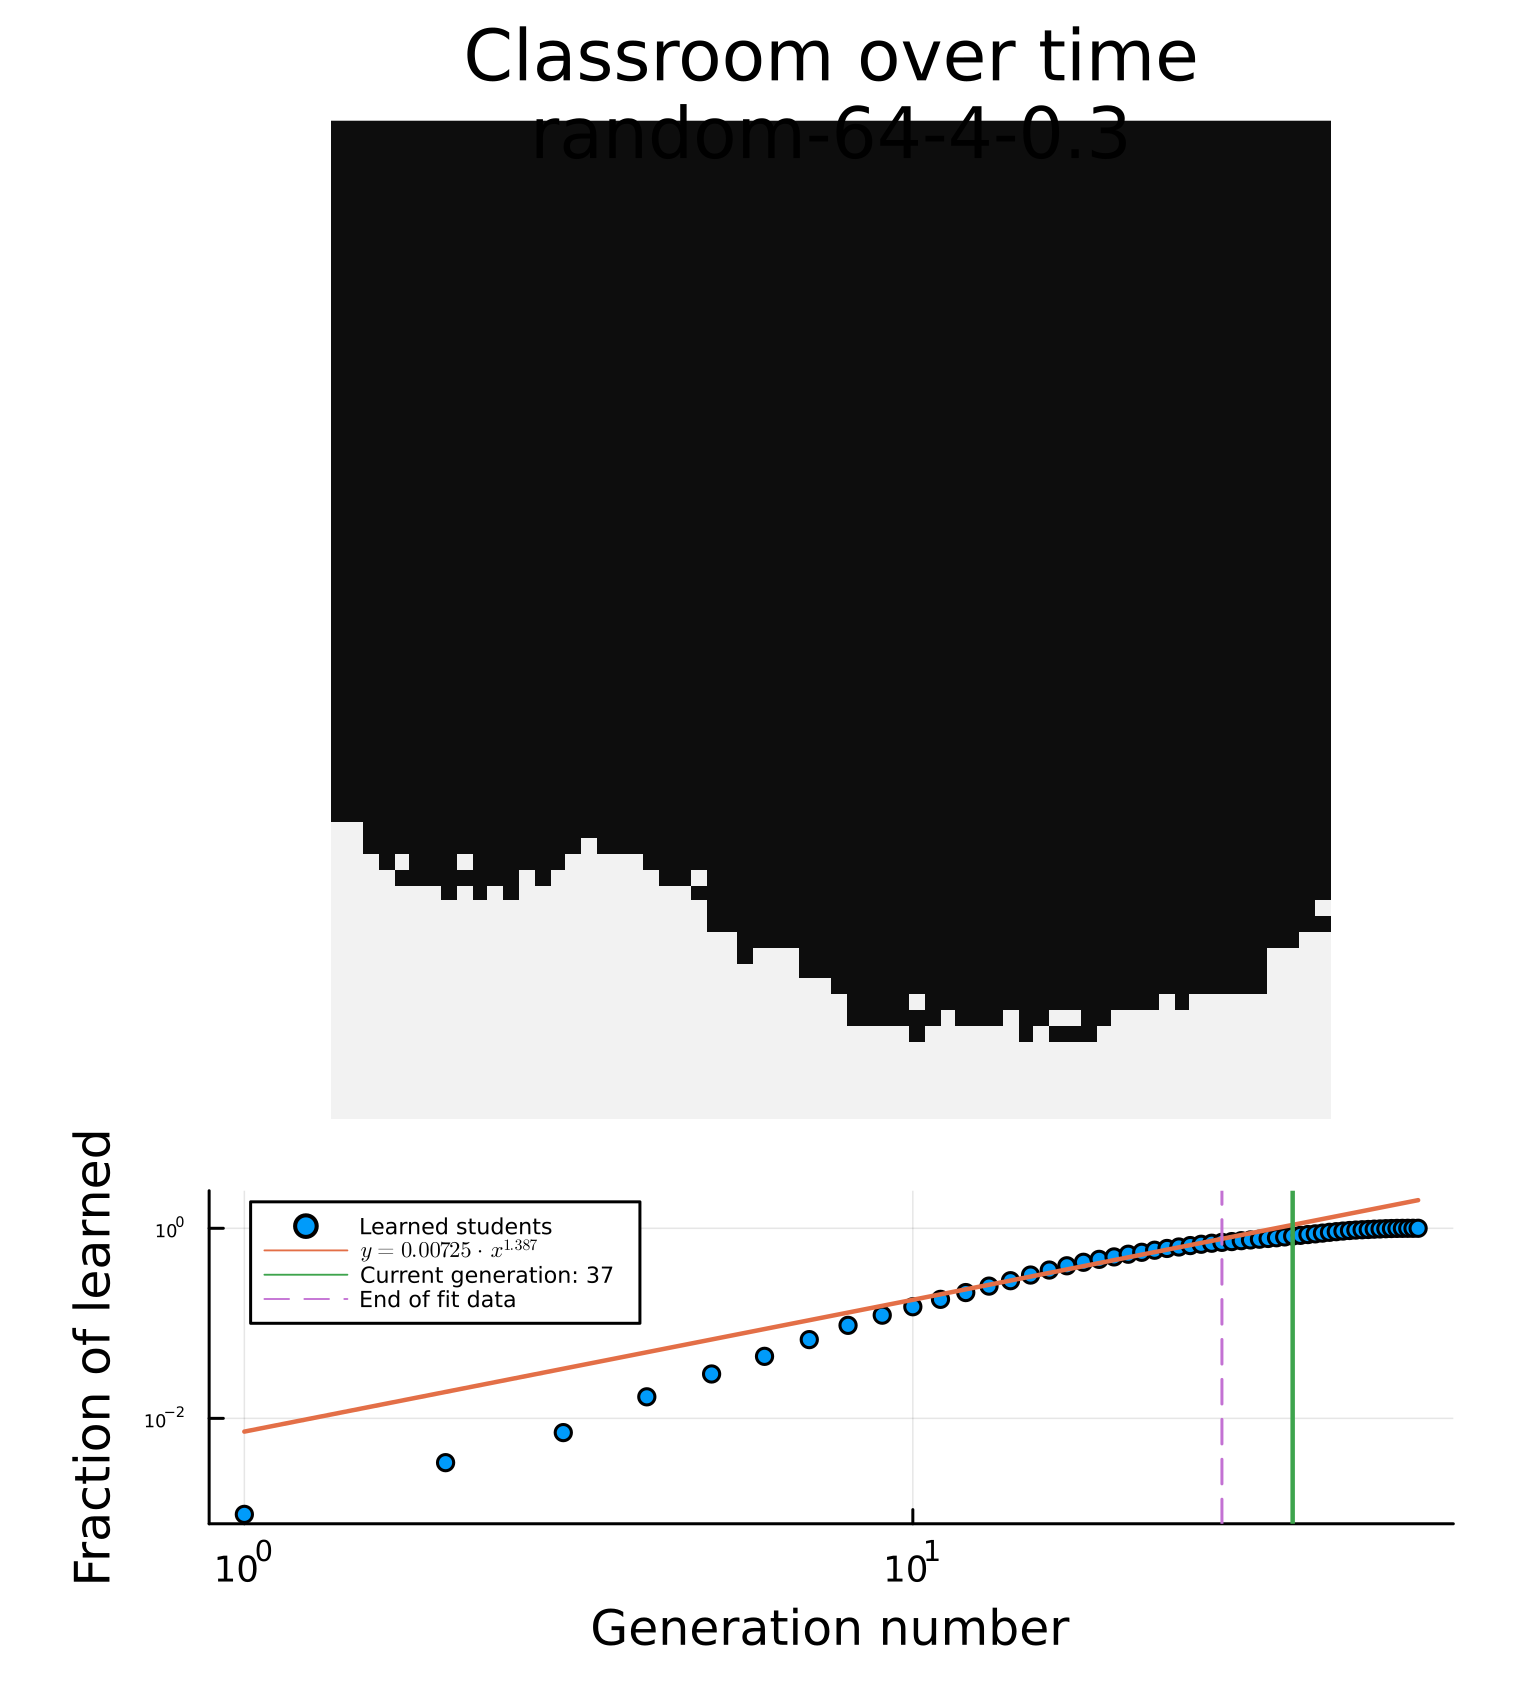 Classroom over time
random-64-4-0.3
Fraction of learned
10⁰
10⁻²
Learned students
y = 0.00725 · x^1.387
Current generation: 37
End of fit data
10⁰
10¹
Generation number